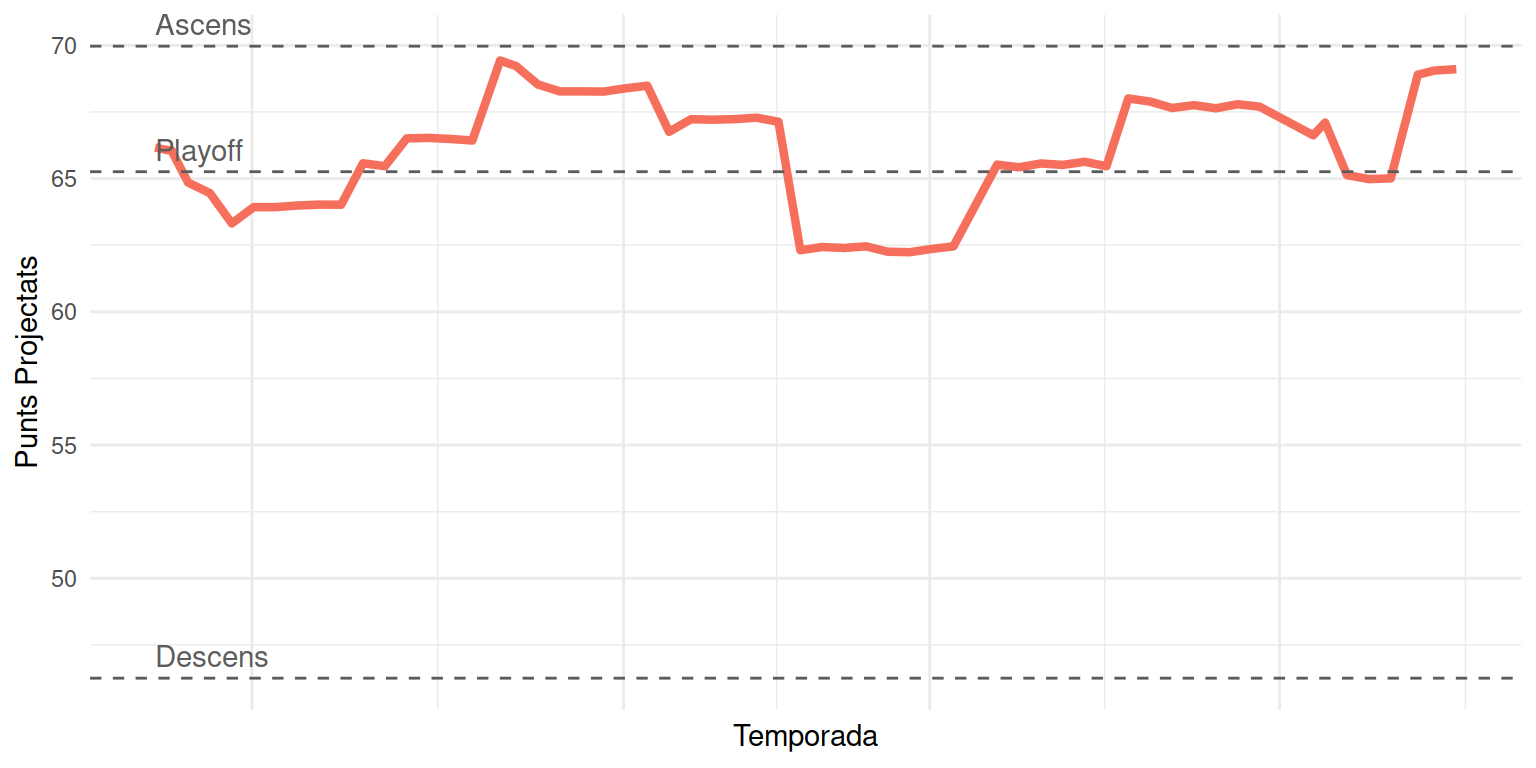 Ascens
70
Playoff
65
60
55
50
Descens
Punts Projectats
Temporada